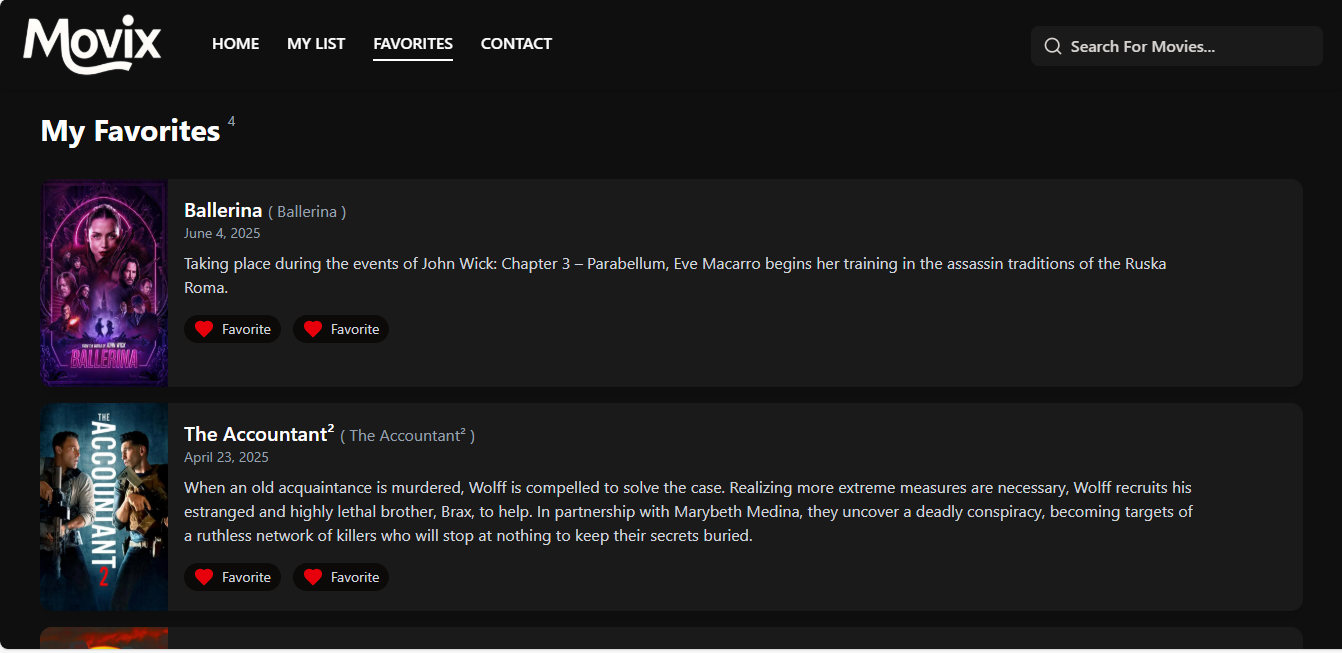 Movix
HOME MY LIST FAVORITES CONTACT
Search For Movies...
My Favorites 4
Ballerina ( Ballerina )
June 4, 2025
Taking place during the events of John Wick: Chapter 3 – Parabellum, Eve Macarro begins her training in the assassin traditions of the Ruska
Roma.
Favorite Favorite
FROM THE WORLD OF JOHN WICK
BALLERINA
The Accountant² ( The Accountant² )
April 23, 2025
When an old acquaintance is murdered, Wolff is compelled to solve the case. Realizing more extreme measures are necessary, Wolff recruits his
estranged and highly lethal brother, Brax, to help. In partnership with Marybeth Medina, they uncover a deadly conspiracy, becoming targets of
a ruthless network of killers who will stop at nothing to keep their secrets buried.
Favorite Favorite
THE
ACCOUNTANT
2